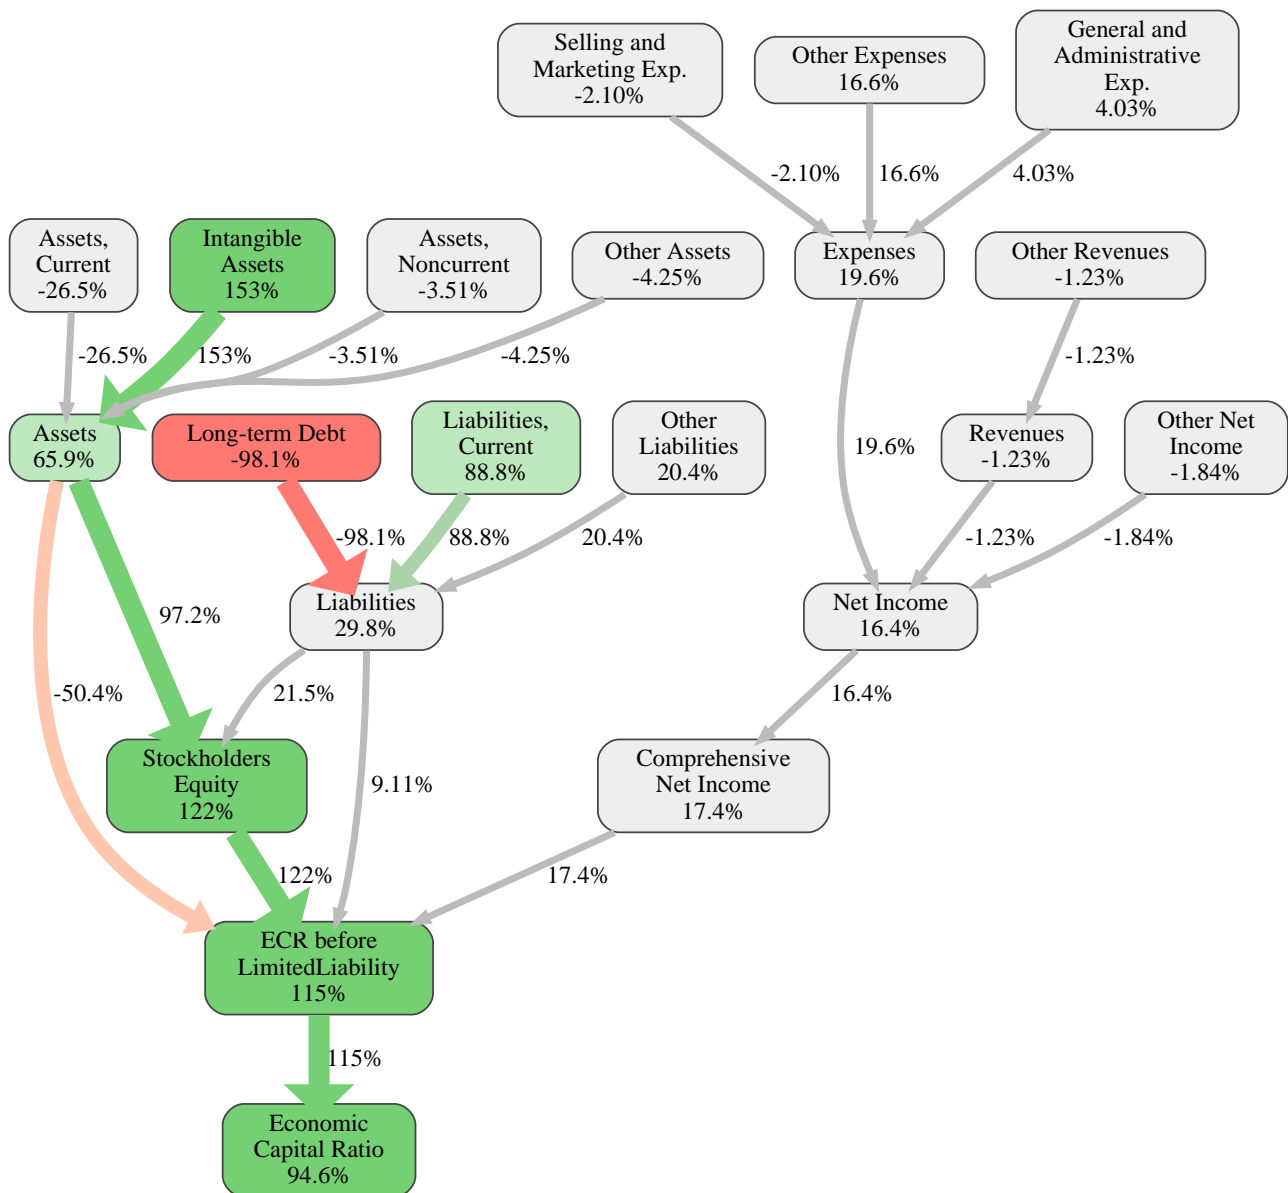 Selling and
Marketing Exp.
-2.10%
Other Expenses
16.6%
General and
Administrative
Exp.
4.03%
-2.10%
16.6%
4.03%
Assets,
Current
-26.5%
Intangible
Assets
153%
Assets,
Noncurrent
-3.51%
Other Assets
-4.25%
Expenses
19.6%
Other Revenues
-1.23%
-26.5%
153%
-3.51%
-4.25%
-1.23%
Assets
65.9%
Long-term Debt
-98.1%
Liabilities,
Current
88.8%
Other
Liabilities
20.4%
19.6%
Revenues
-1.23%
Other Net
Income
-1.84%
-98.1%
88.8%
20.4%
-1.23%
-1.84%
Liabilities
29.8%
Net Income
16.4%
97.2%
-50.4%
21.5%
16.4%
Stockholders
Equity
122%
9.11%
Comprehensive
Net Income
17.4%
122%
17.4%
ECR before
LimitedLiability
115%
115%
Economic
Capital Ratio
94.6%